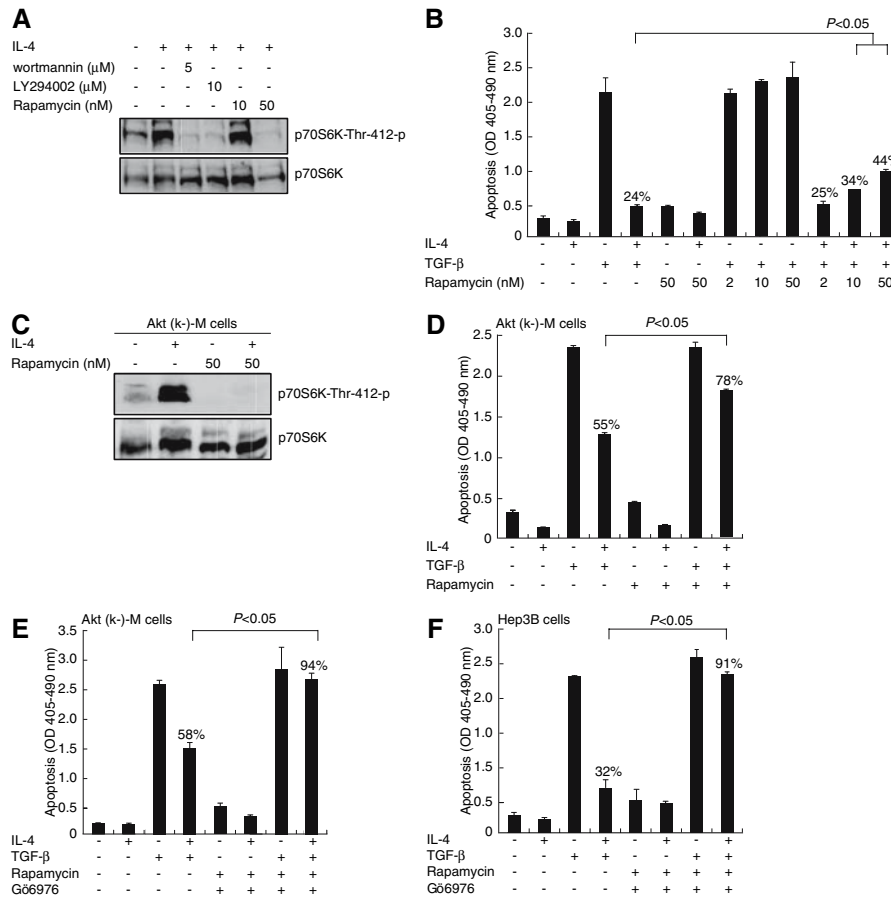 A
IL-4 - + + + + +
wortmannin (µM) - - 5 - - -
LY294002 (µM) - - - 10 - -
Rapamycin (nM) - - - - 10 50
p70S6K-Thr-412-p
p70S6K
B
P<0.05
Apoptosis (OD 405-490 nm)
3.0
2.5
2.0
1.5
1.0
0.5
0
24%
25%
34%
44%
IL-4 - + - + - + - - - + + +
TGF-β - - + + - - + + + + + +
Rapamycin (nM) - - - - 50 50 2 10 50 2 10 50
C
Akt (k-)-M cells
IL-4 - + - +
Rapamycin (nM) - - 50 50
p70S6K-Thr-412-p
p70S6K
D
Akt (k-)-M cells
P<0.05
Apoptosis (OD 405-490 nm)
2.5
2.0
1.5
1.0
0.5
0
55%
78%
IL-4 - + - + - + - +
TGF-β - - + + - - + +
Rapamycin - - - - + + + +
E
Akt (k-)-M cells
P<0.05
Apoptosis (OD 405-490 nm)
3.5
3.0
2.5
2.0
1.5
1.0
0.5
0
58%
94%
IL-4 - + - + - + - +
TGF-β - - + + - - + +
Rapamycin - - - - + + + +
Gö6976 - - - - + + + +
F
Hep3B cells
P<0.05
Apoptosis (OD 405-490 nm)
3.0
2.5
2.0
1.5
1.0
0.5
0
32%
91%
IL-4 - + - + - + - +
TGF-β - - + + - - + +
Rapamycin - - - - + + + +
Gö6976 - - - - + + + +